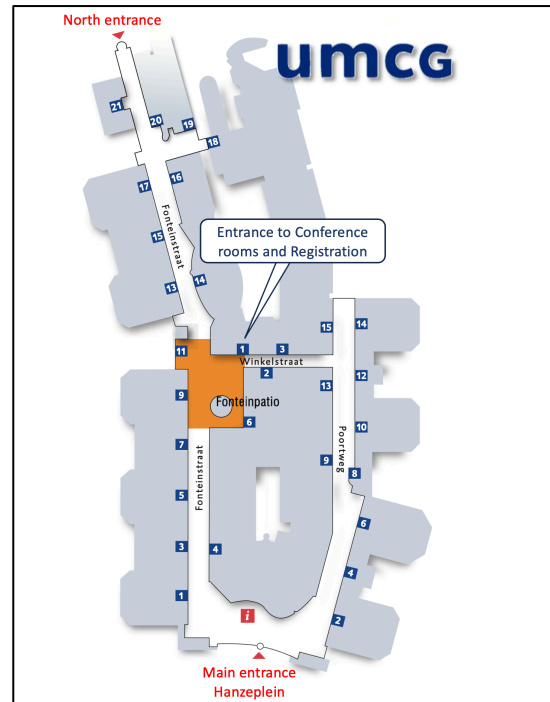 North entrance
umcG
21
20
19
18
17
16
Entrance to Conference
rooms and Registration
Fonteinstraat
15
14
13
15
14
11
1
3
Winkelstraat
2
12
13
9
Fonteinpatio
6
10
7
Fonteinstraat
Poortweg
9
8
5
6
3
4
4
1
i
2
Main entrance
Hanzeplein